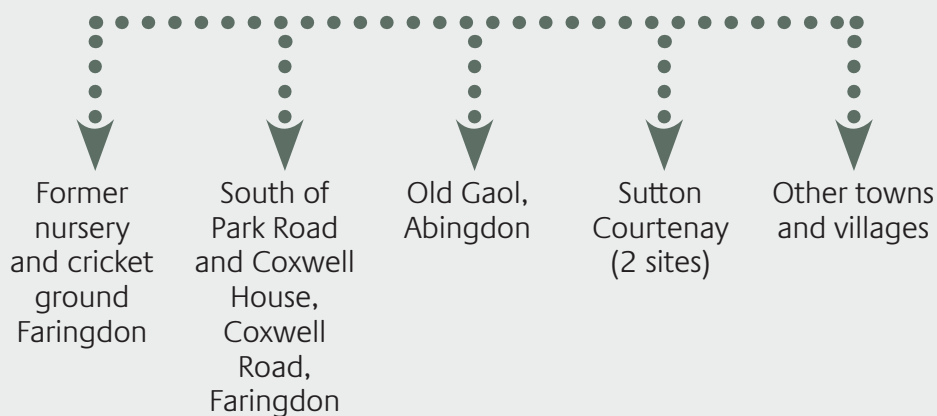 Former
nursery
and cricket
ground
Faringdon
South of
Park Road
and Coxwell
House,
Coxwell
Road,
Faringdon
Old Gaol,
Abingdon
Sutton
Courtenay
(2 sites)
Other towns
and villages